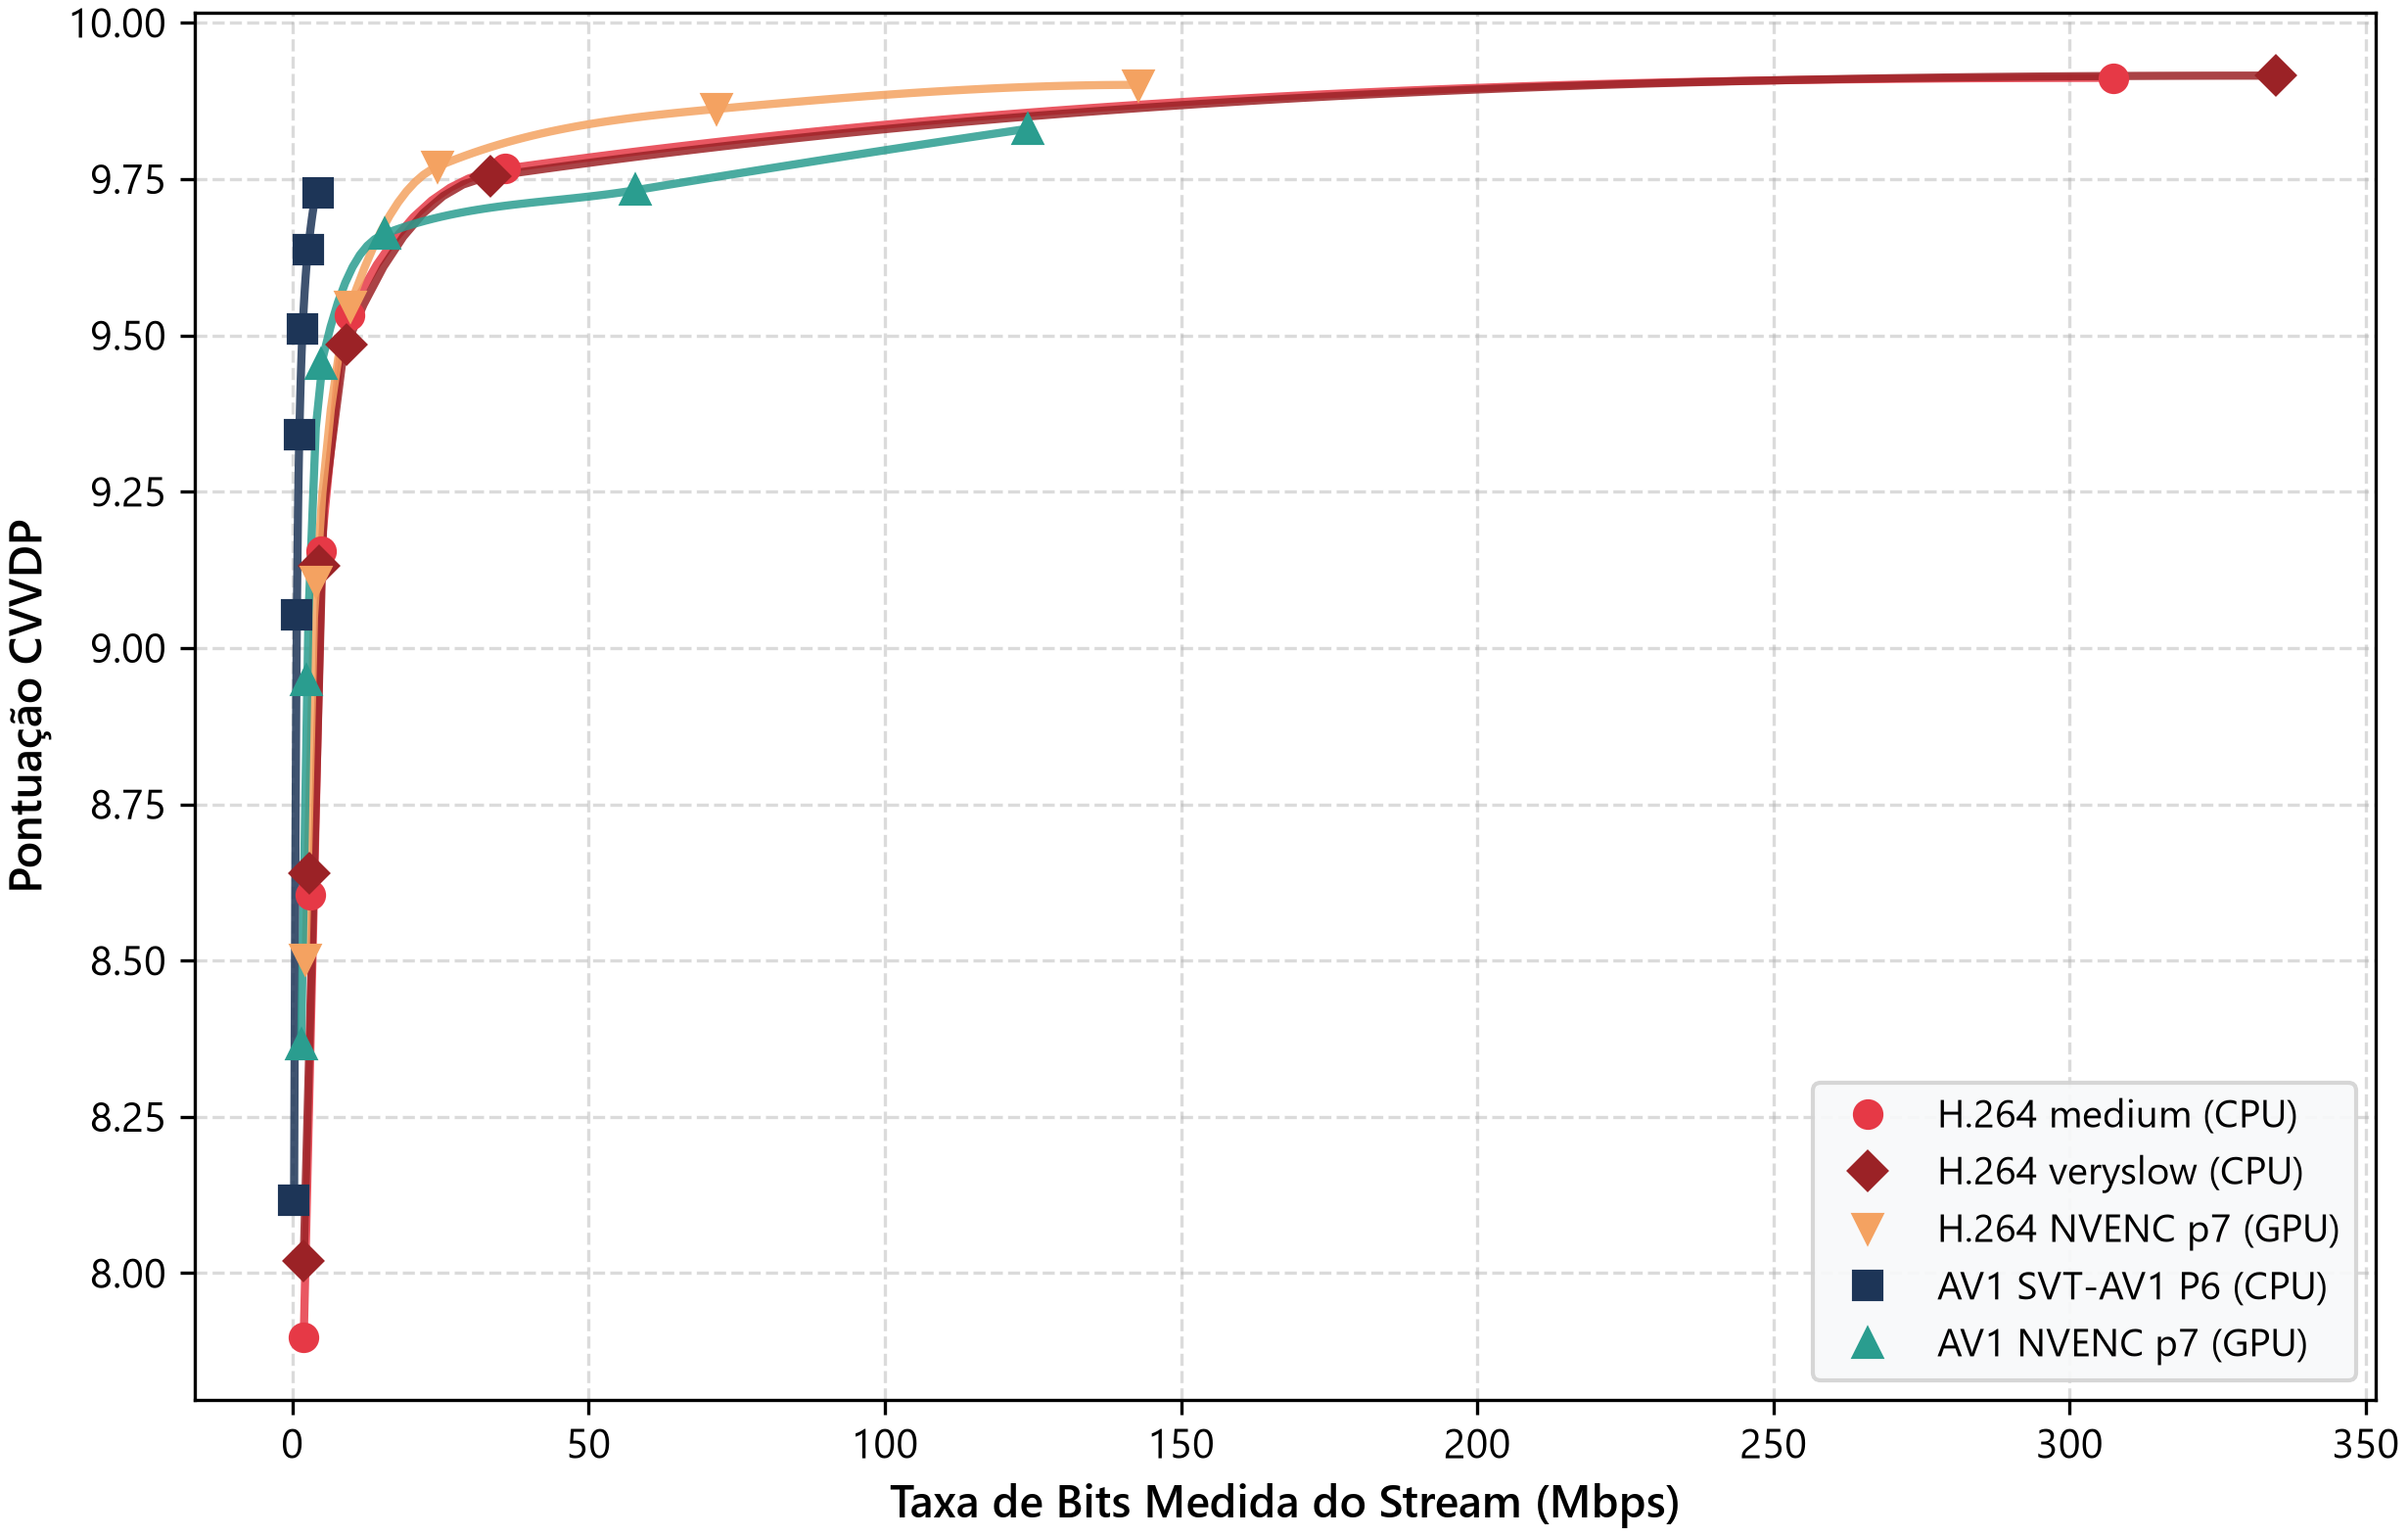 10.00
9.75
9.50
9.25
9.00
8.75
8.50
8.25
8.00
Pontuação CVVDP
0 50 100 150 200 250 300 350
Taxa de Bits Medida do Stream (Mbps)
H.264 medium (CPU)
H.264 veryslow (CPU)
H.264 NVENC p7 (GPU)
AV1 SVT-AV1 P6 (CPU)
AV1 NVENC p7 (GPU)